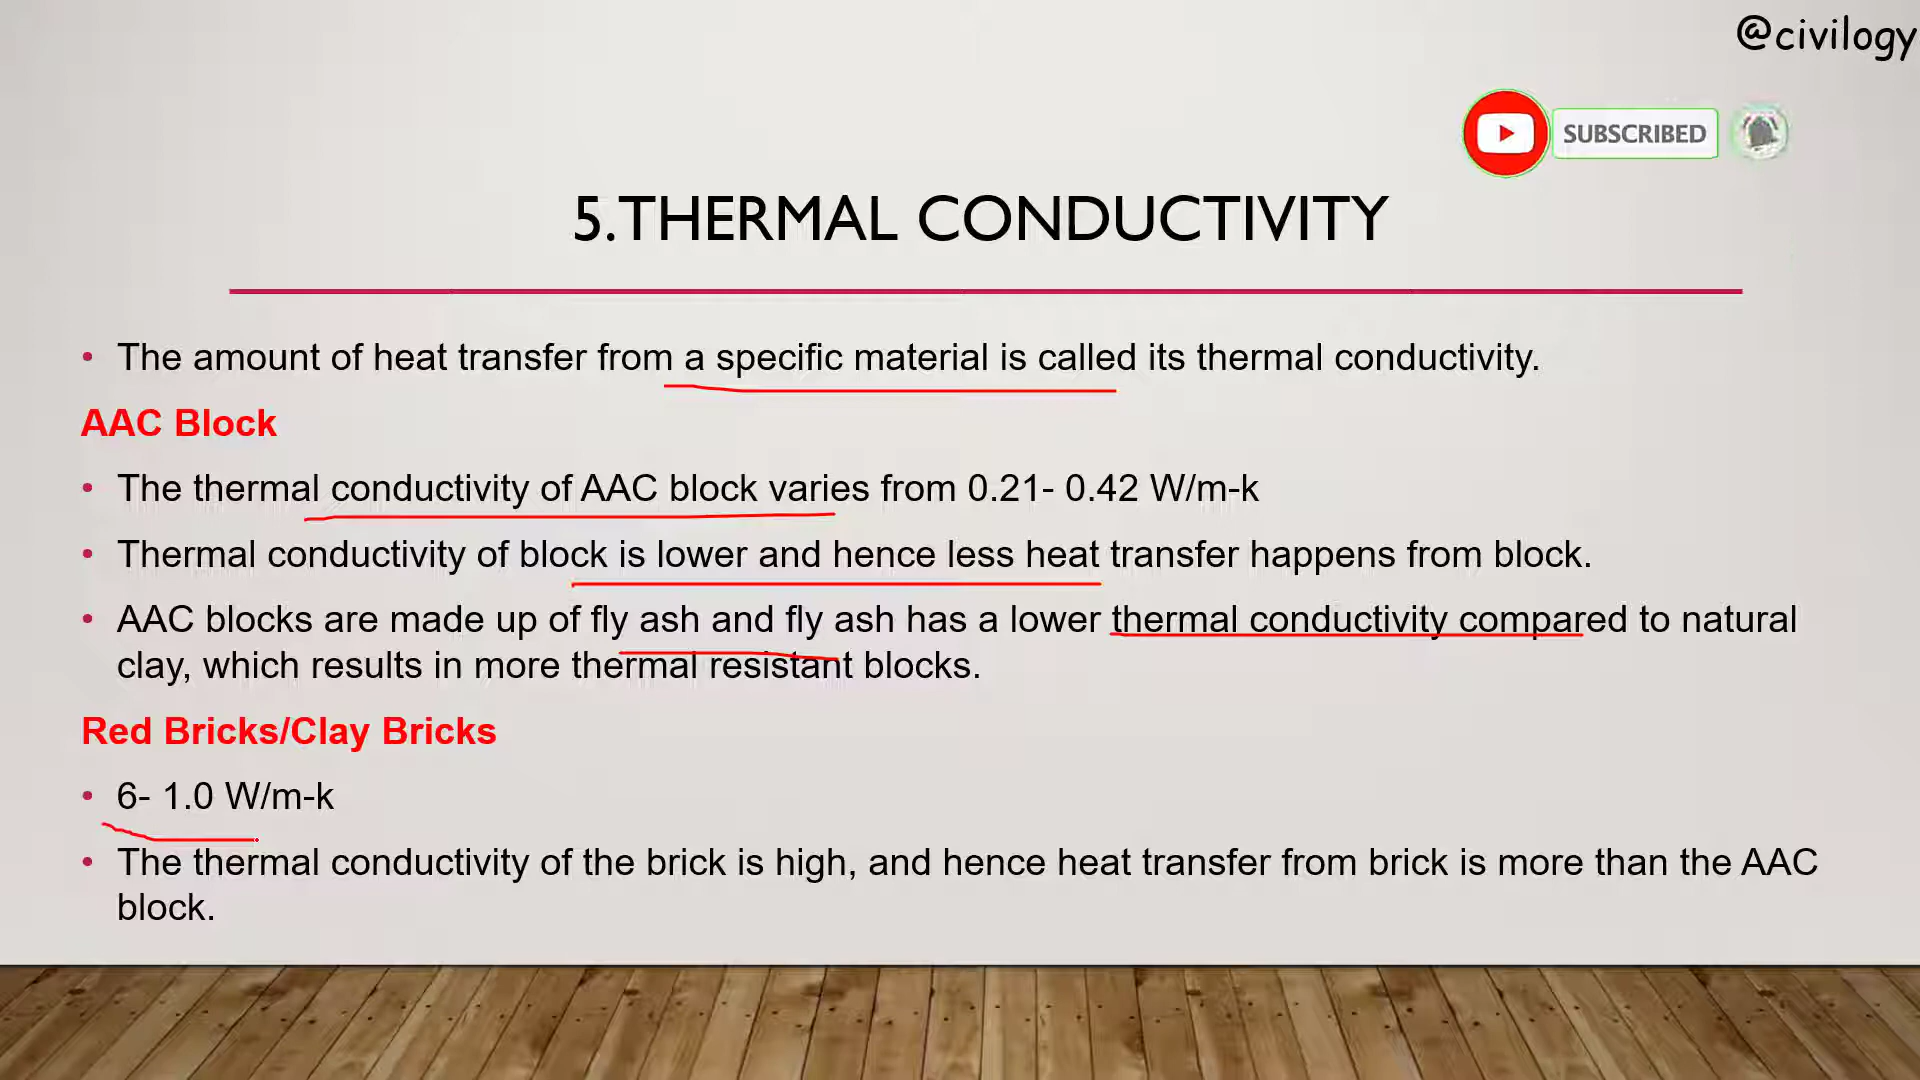 @civilogy
SUBSCRIBED
5.THERMAL CONDUCTIVITY
• The amount of heat transfer from a specific material is called its thermal conductivity.
AAC Block
• The thermal conductivity of AAC block varies from 0.21- 0.42 W/m-k
• Thermal conductivity of block is lower and hence less heat transfer happens from block.
• AAC blocks are made up of fly ash and fly ash has a lower thermal conductivity compared to natural
clay, which results in more thermal resistant blocks.
Red Bricks/Clay Bricks
• 6- 1.0 W/m-k
• The thermal conductivity of the brick is high, and hence heat transfer from brick is more than the AAC
block.